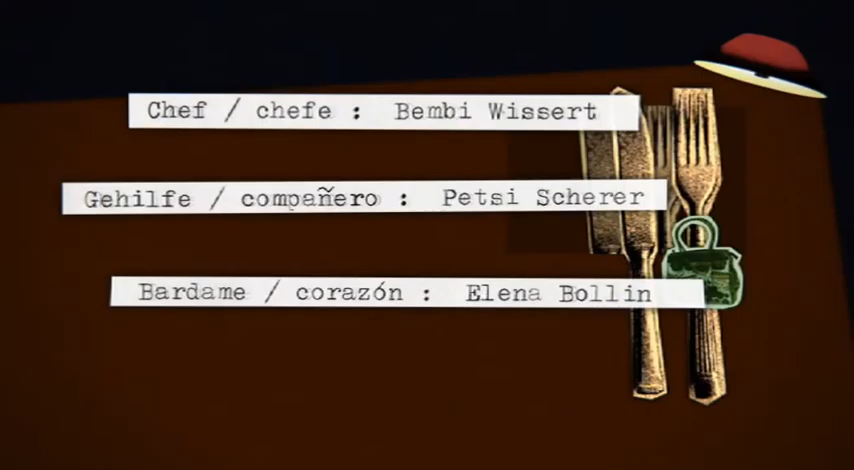 Chef / chefe : Bembi Wissert
Gehilfe / compañero : Petsi Scherer
Bardame / corazón : Elena Bollin